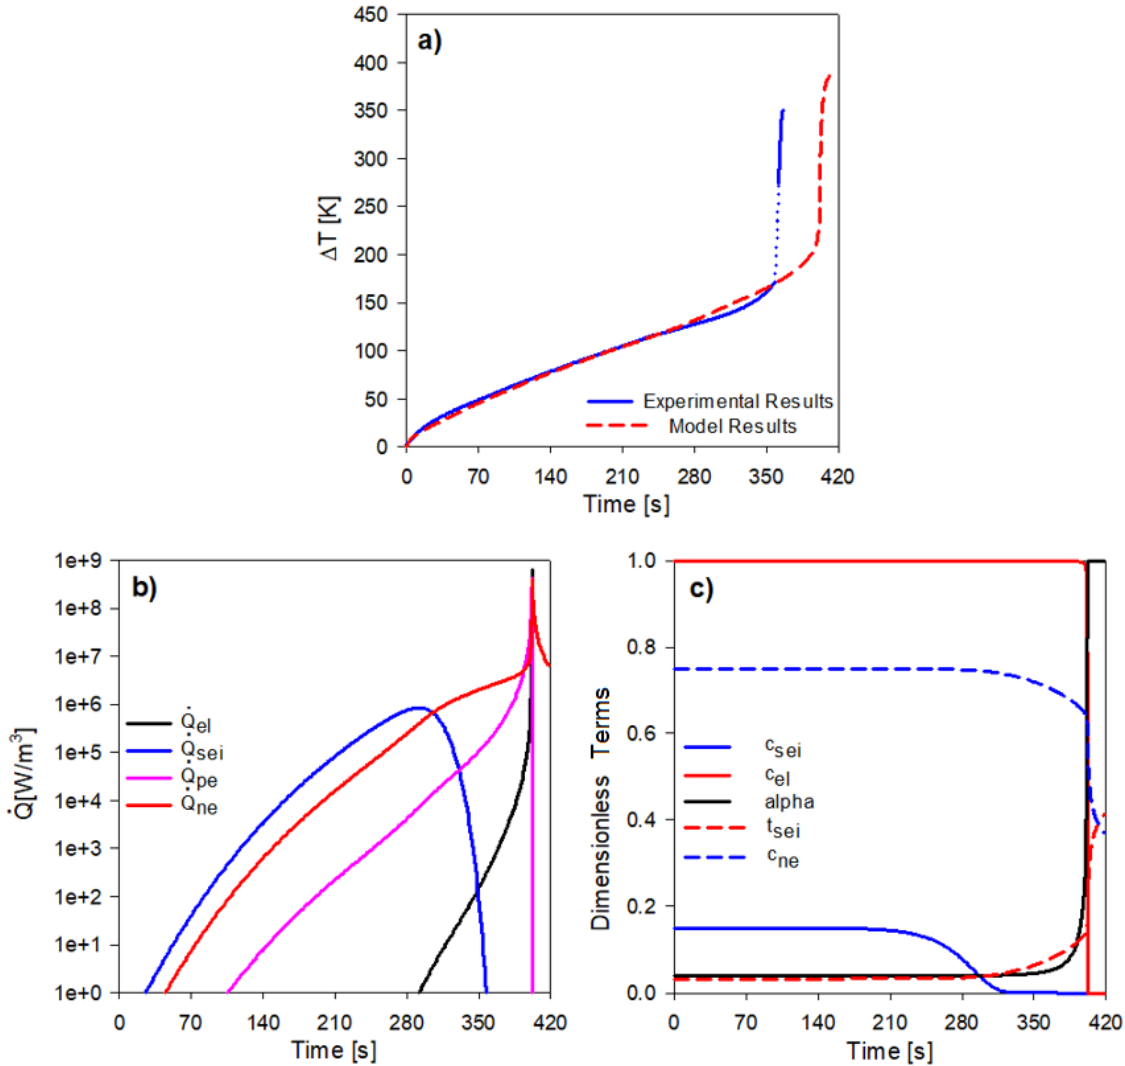 a)
450
400
350
300
250
200
150
100
50
0
ΔT [K]
Experimental Results
Model Results
0 70 140 210 280 350 420
Time [s]
b)
1e+9
1e+8
1e+7
1e+6
1e+5
1e+4
1e+3
1e+2
1e+1
1e+0
Q̇[W/m³]
Q̇el
Q̇sei
Q̇pe
Q̇ne
0 70 140 210 280 350 420
Time [s]
c)
1.0
0.8
0.6
0.4
0.2
0.0
Dimensionless Terms
csei
cel
alpha
tsei
cne
0 70 140 210 280 350 420
Time [s]